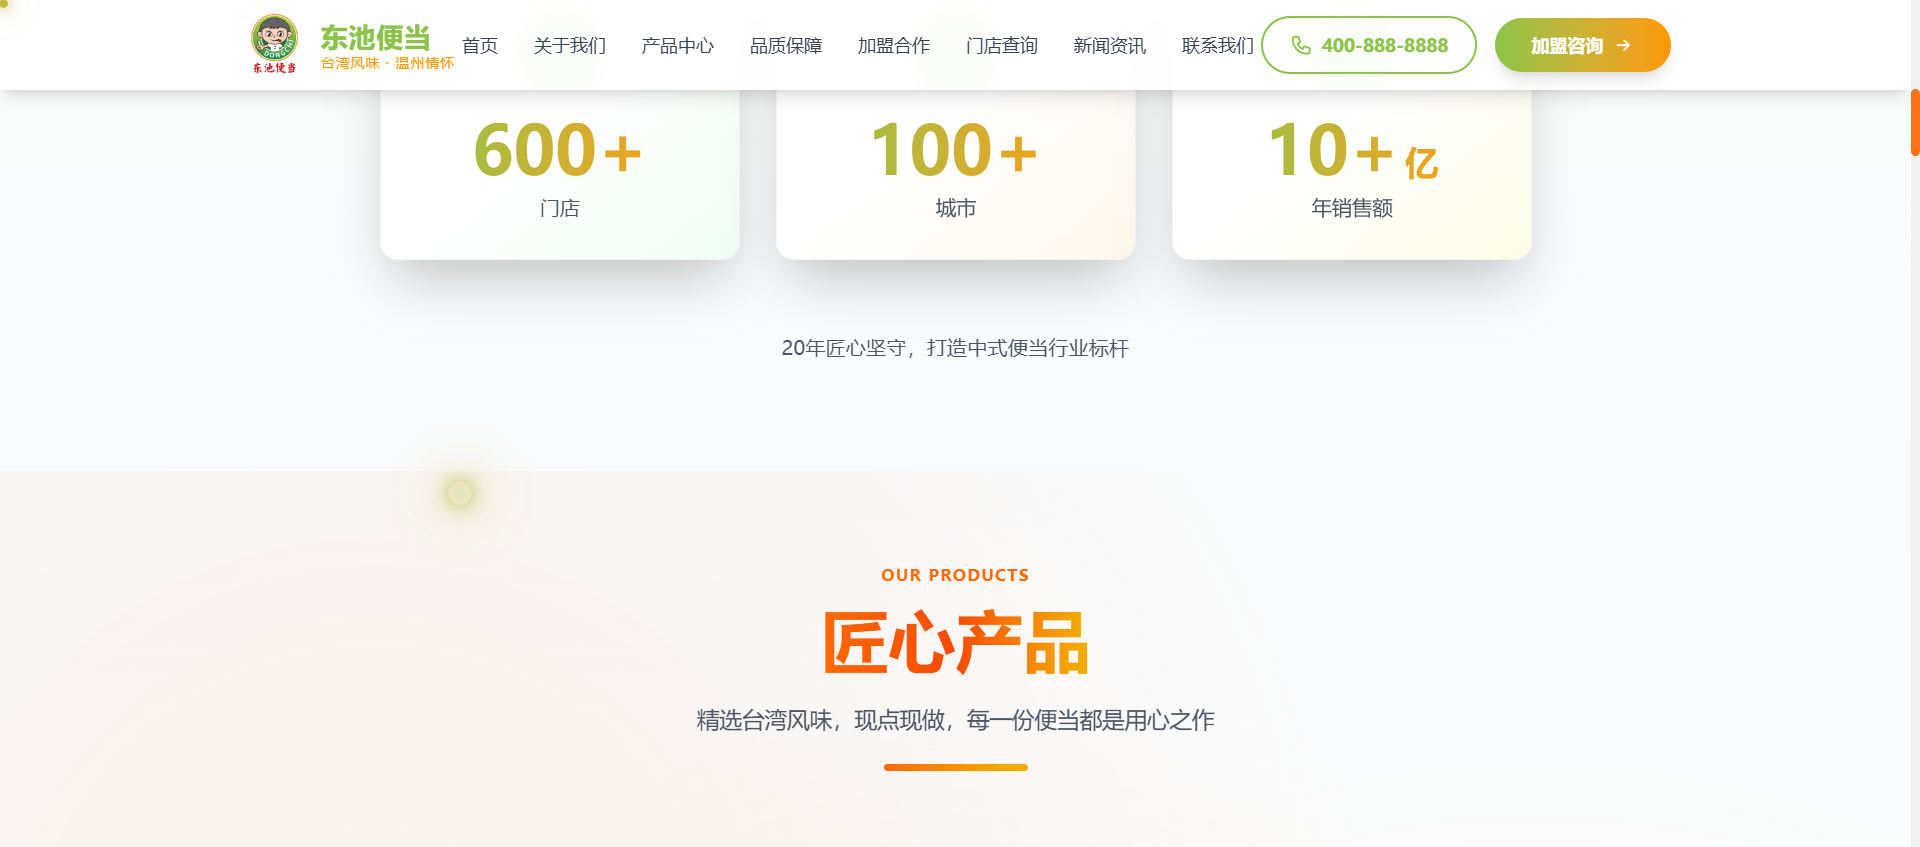 东池便当
台湾风味 · 温州情怀
DONGCHI
东池便当
首页 关于我们 产品中心 品质保障 加盟合作 门店查询 新闻资讯 联系我们 400-888-8888 加盟咨询 →
600+ 100+ 10+ 亿
门店 城市 年销售额
20年匠心坚守，打造中式便当行业标杆
OUR PRODUCTS
匠心产品
精选台湾风味，现点现做，每一份便当都是用心之作